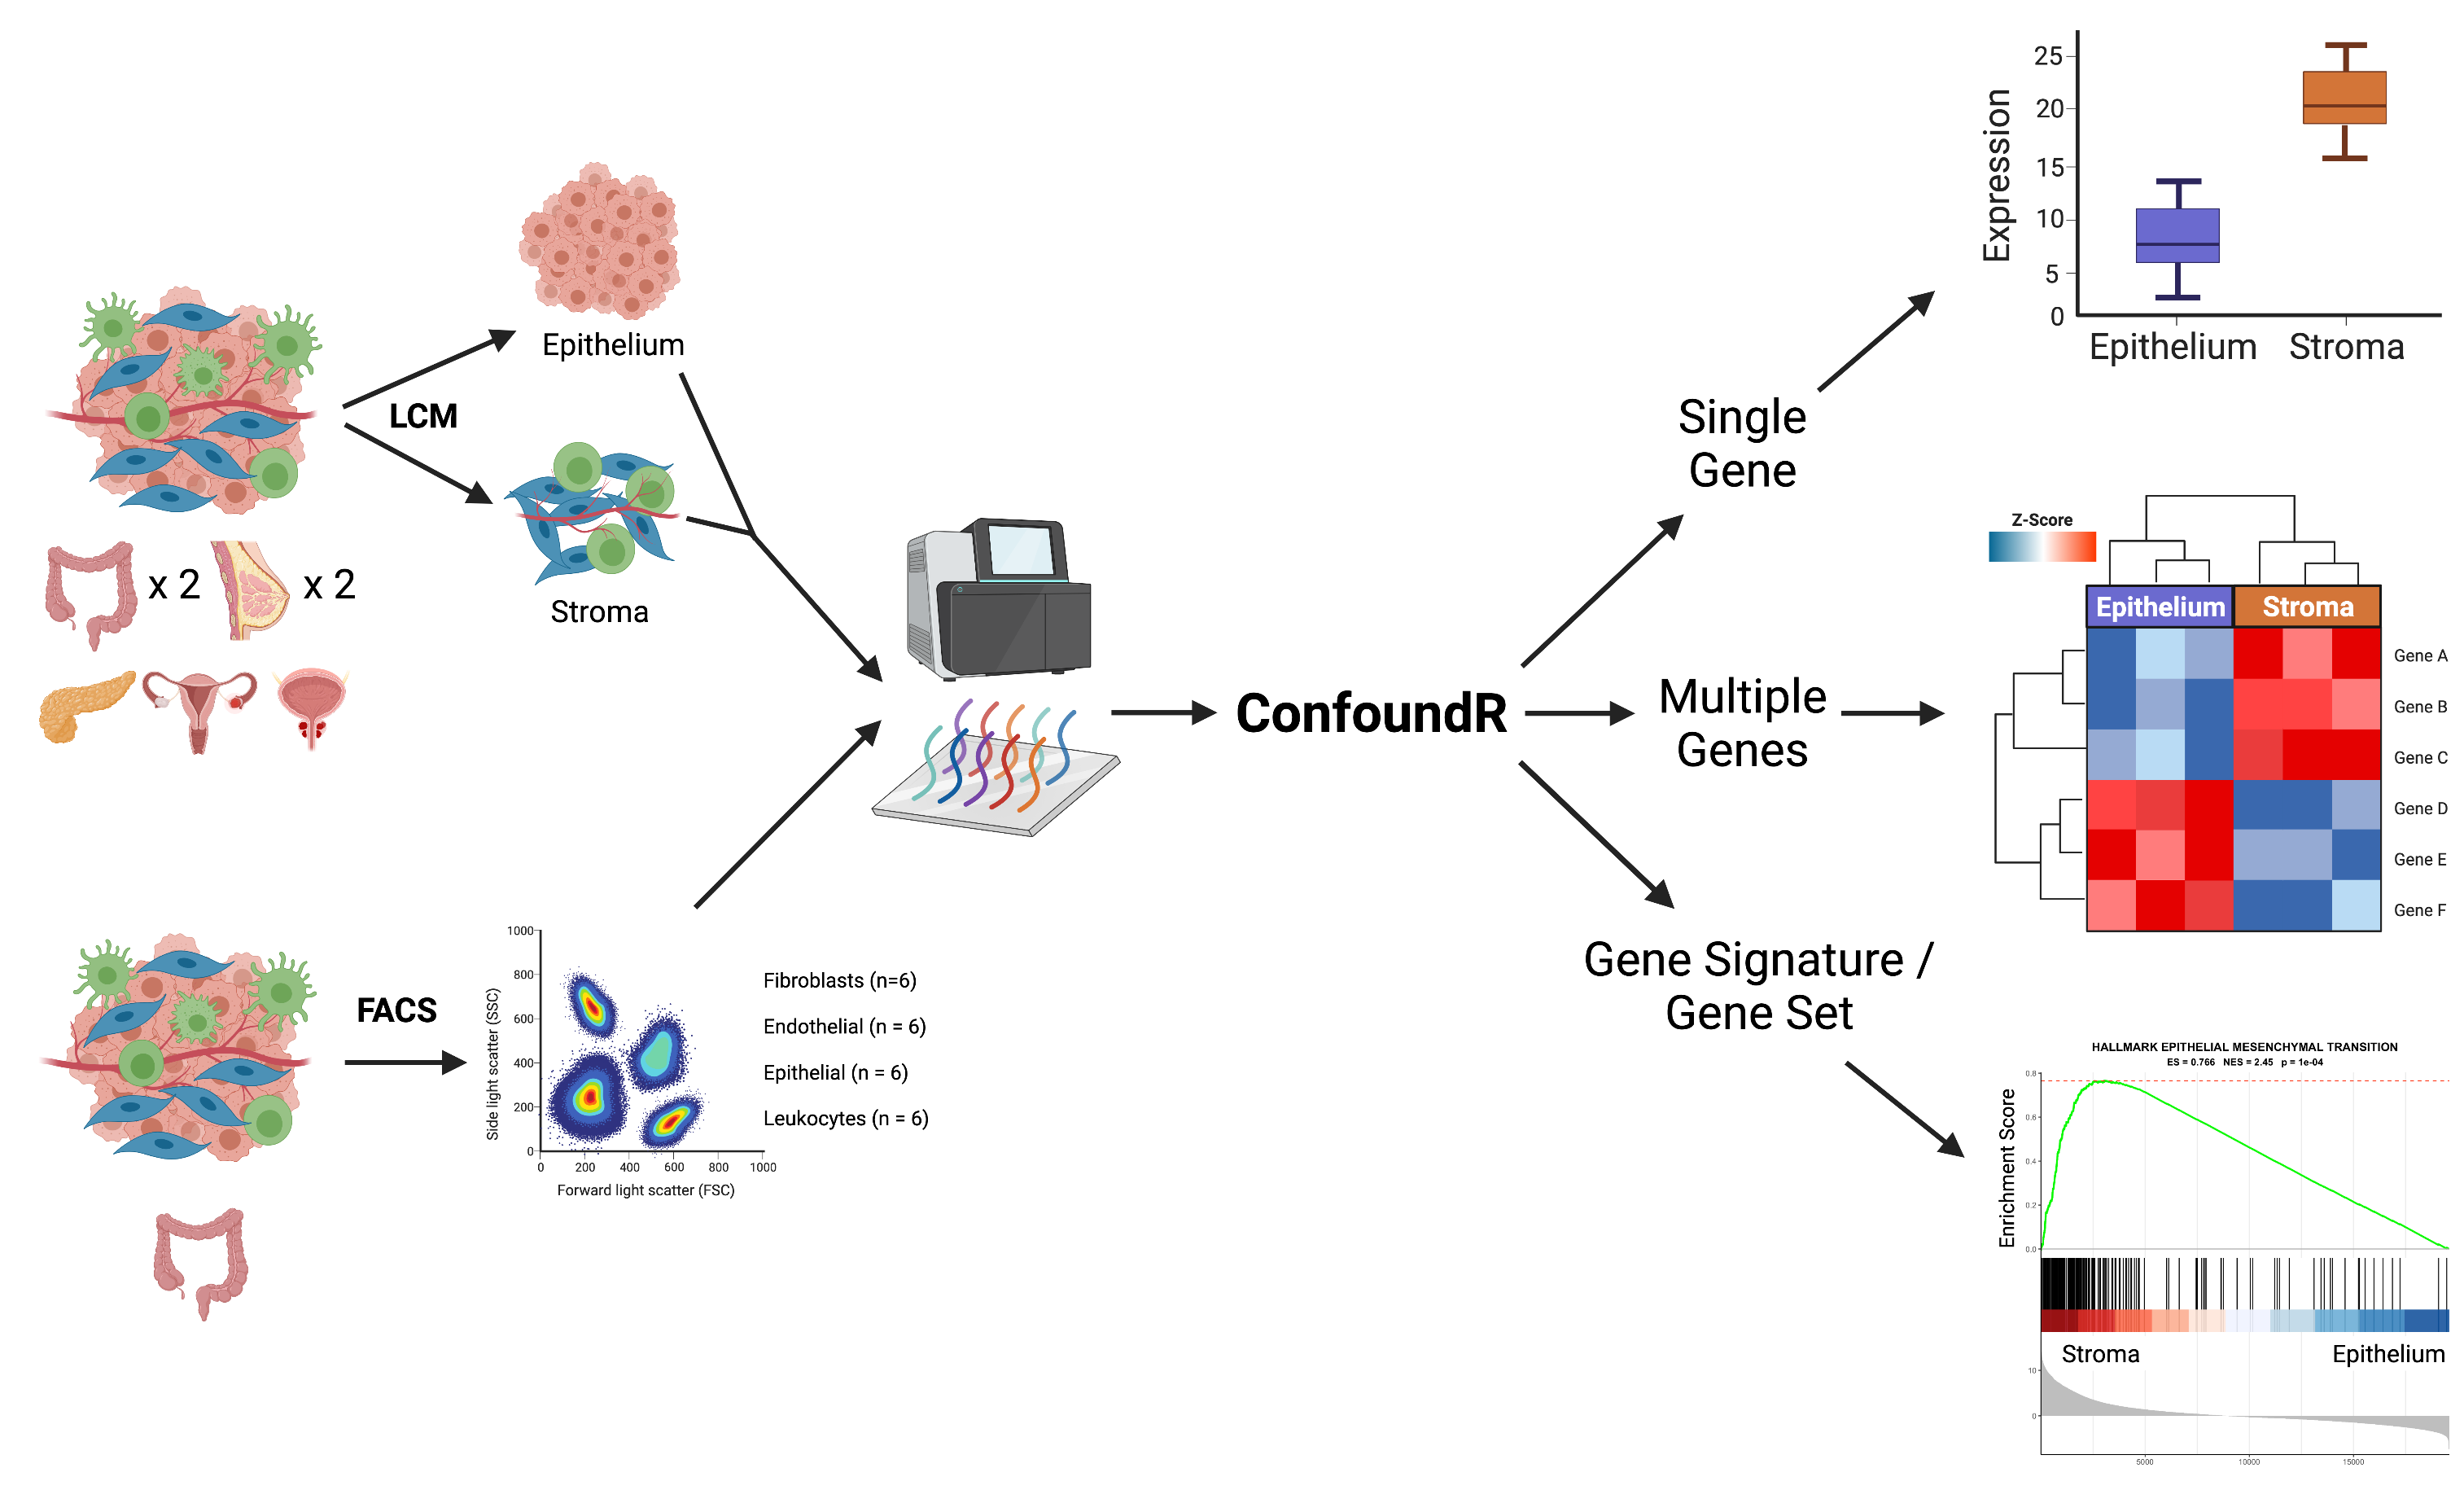 Epithelium
LCM
Stroma
x 2
x 2
FACS
1000
800
600
400
200
0
Side light scatter (SSC)
0 200 400 600 800 1000
Forward light scatter (FSC)
Fibroblasts (n=6)
Endothelial (n = 6)
Epithelial (n = 6)
Leukocytes (n = 6)
ConfoundR
Single
Gene
Multiple
Genes
Gene Signature /
Gene Set
25
20
15
10
5
0
Expression
Epithelium Stroma
Z-Score
Epithelium Stroma
Gene A
Gene B
Gene C
Gene D
Gene E
Gene F
HALLMARK EPITHELIAL MESENCHYMAL TRANSITION
ES = 0.766 NES = 2.45 p = 1e-04
0.8
0.6
0.4
0.2
0.0
Enrichment Score
Stroma Epithelium
10
0
5000 10000 15000